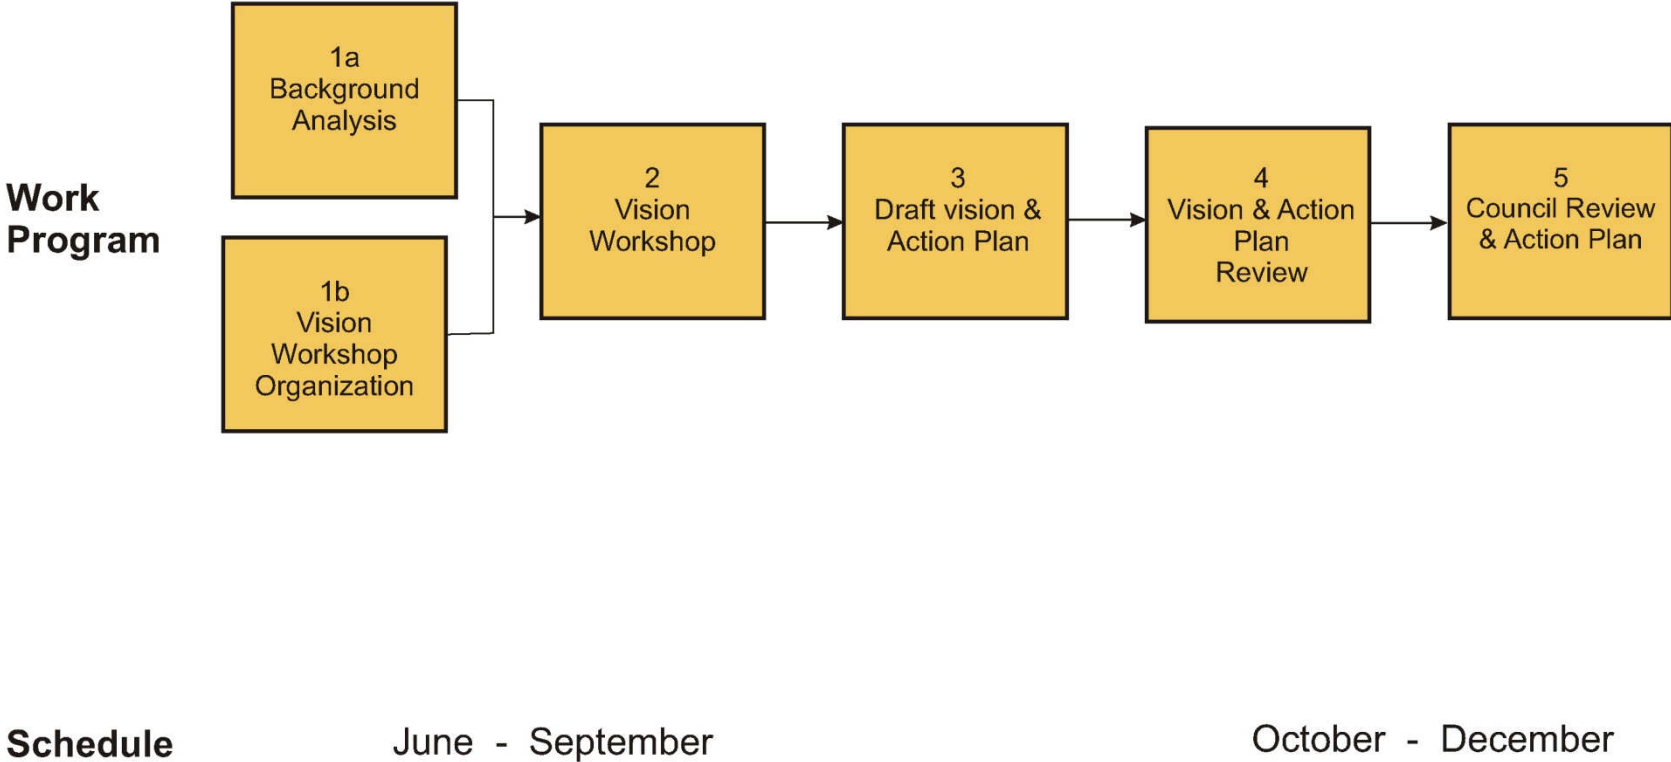 1a
Background
Analysis
Work
Program
1b
Vision
Workshop
Organization
2
Vision
Workshop
3
Draft vision &
Action Plan
4
Vision & Action
Plan
Review
5
Council Review
& Action Plan
Schedule
June - September
October - December